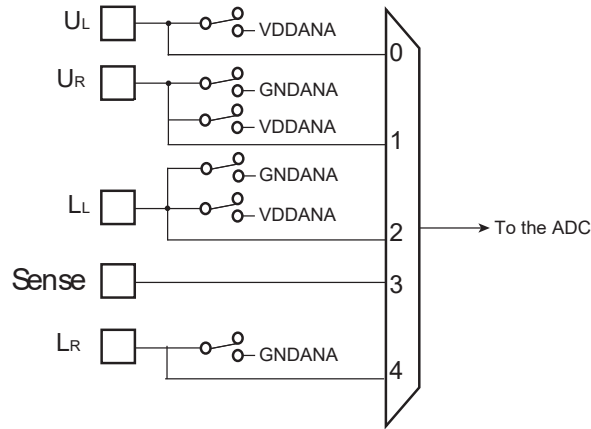 UL
VDDANA
0
UR
GNDANA
VDDANA
1
GNDANA
LL
VDDANA
2
To the ADC
Sense
3
LR
GNDANA
4